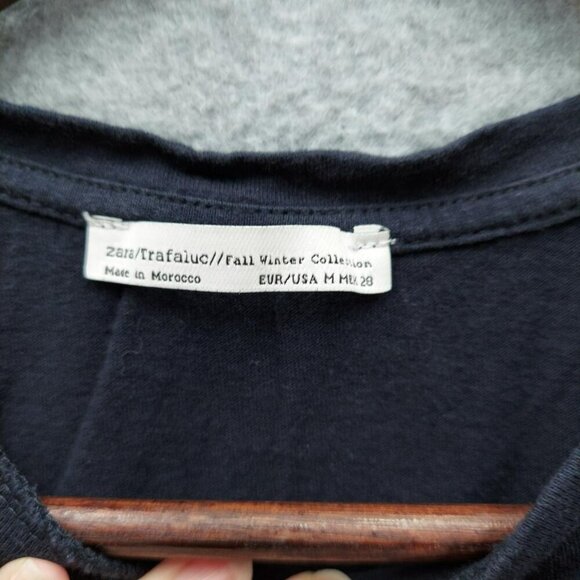 zara/Trafaluc//Fall Winter Collection
Made in Morocco EUR/USA M MEX 28